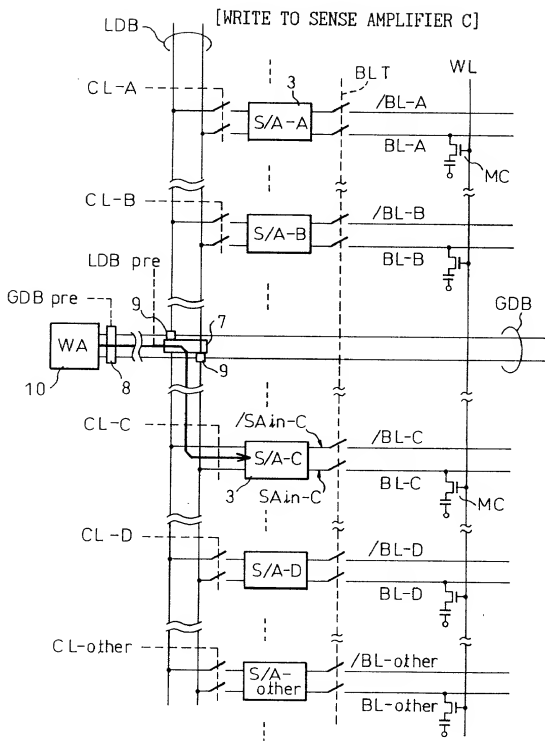 [WRITE TO SENSE AMPLIFIER C]
LDB
CL-A
3
BLT
WL
/BL-A
S/A-A
BL-A
MC
CL-B
/BL-B
S/A-B
BL-B
LDB pre
GDB pre
GDB
9
7
WA
10
8
9
CL-C
/SAin-C
/BL-C
S/A-C
BL-C
3
SAin-C
MC
CL-D
/BL-D
S/A-D
BL-D
CL-other
/BL-other
S/A-
other
BL-other